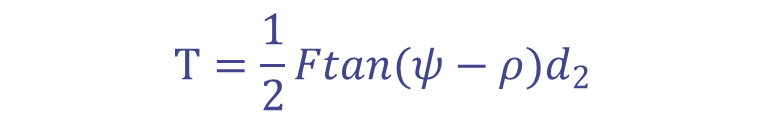 T = 1/2 Ftan(ψ − ρ)d₂